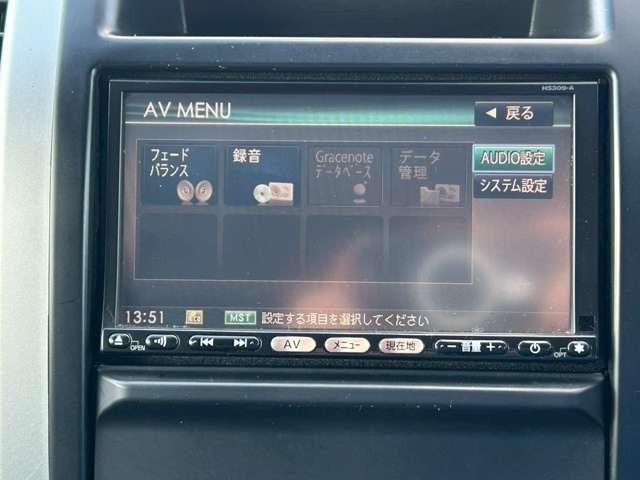 HS309-A
AV MENU
◀ 戻る
フェード
バランス
録音
Gracenote
データベース
データ
管理
AUDIO設定
システム設定
13:51
MST 設定する項目を選択してください
OPEN
AV
メニュー
現在地
− 音量 +
OPT